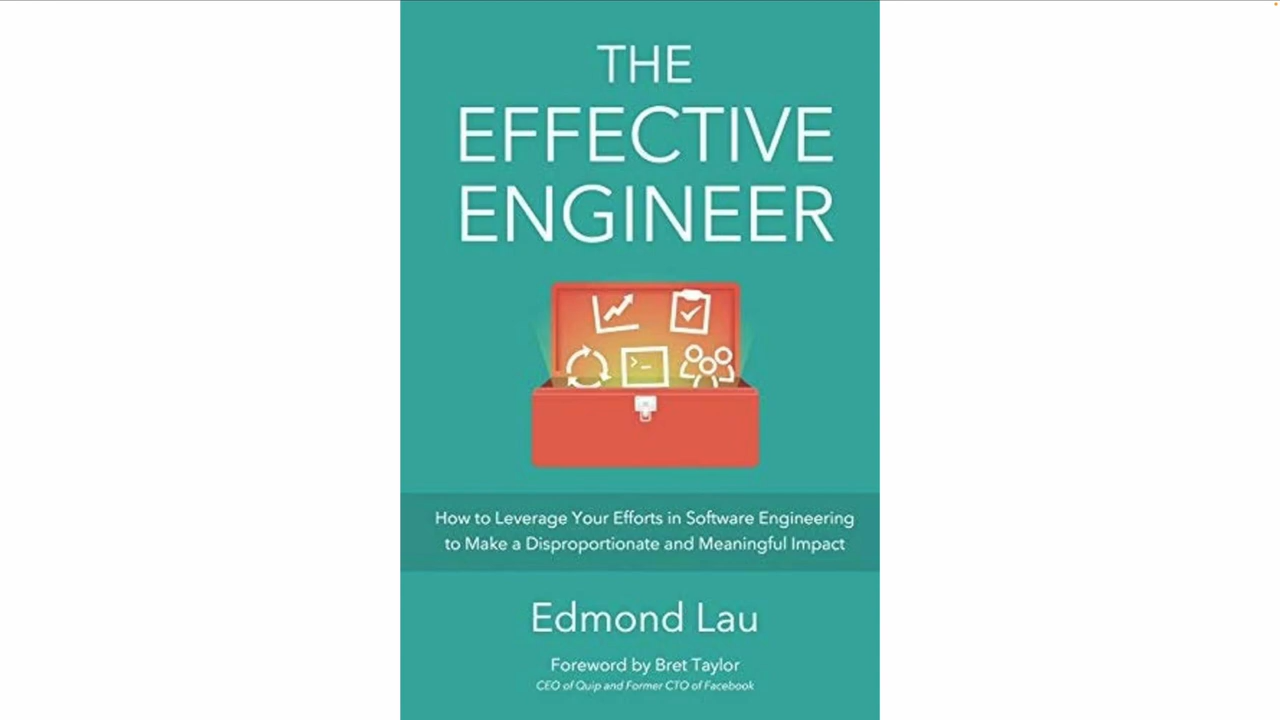 THE
EFFECTIVE
ENGINEER
How to Leverage Your Efforts in Software Engineering
to Make a Disproportionate and Meaningful Impact
Edmond Lau
Foreword by Bret Taylor
CEO of Quip and Former CTO of Facebook